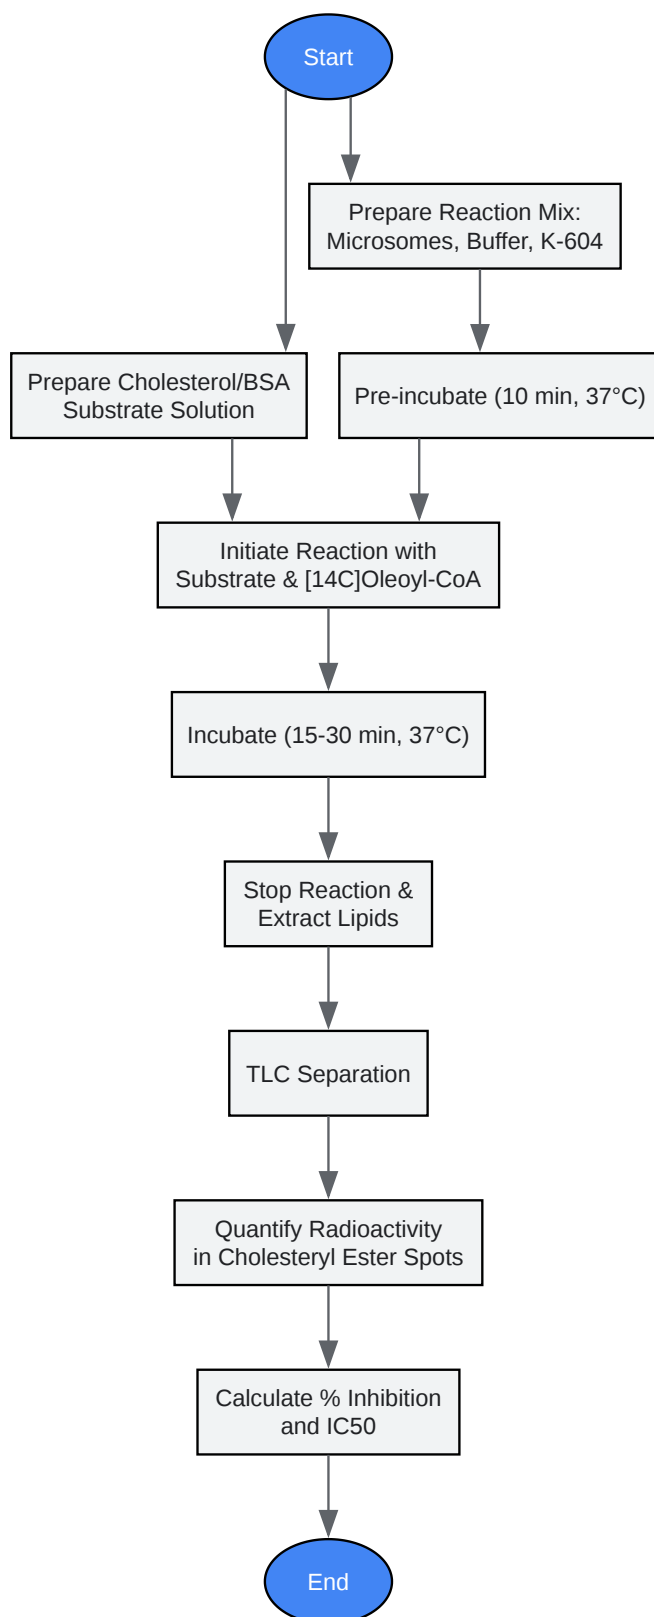 Start
Prepare Reaction Mix:
Microsomes, Buffer, K-604
Prepare Cholesterol/BSA
Substrate Solution
Pre-incubate (10 min, 37°C)
Initiate Reaction with
Substrate & [14C]Oleoyl-CoA
Incubate (15-30 min, 37°C)
Stop Reaction &
Extract Lipids
TLC Separation
Quantify Radioactivity
in Cholesteryl Ester Spots
Calculate % Inhibition
and IC50
End